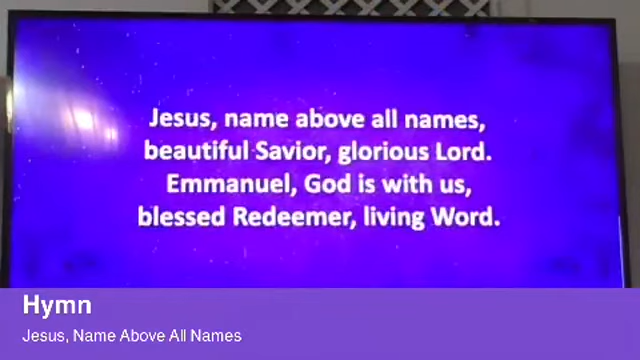 Jesus, name above all names,
beautiful Savior, glorious Lord.
Emmanuel, God is with us,
blessed Redeemer, living Word.
Hymn
Jesus, Name Above All Names